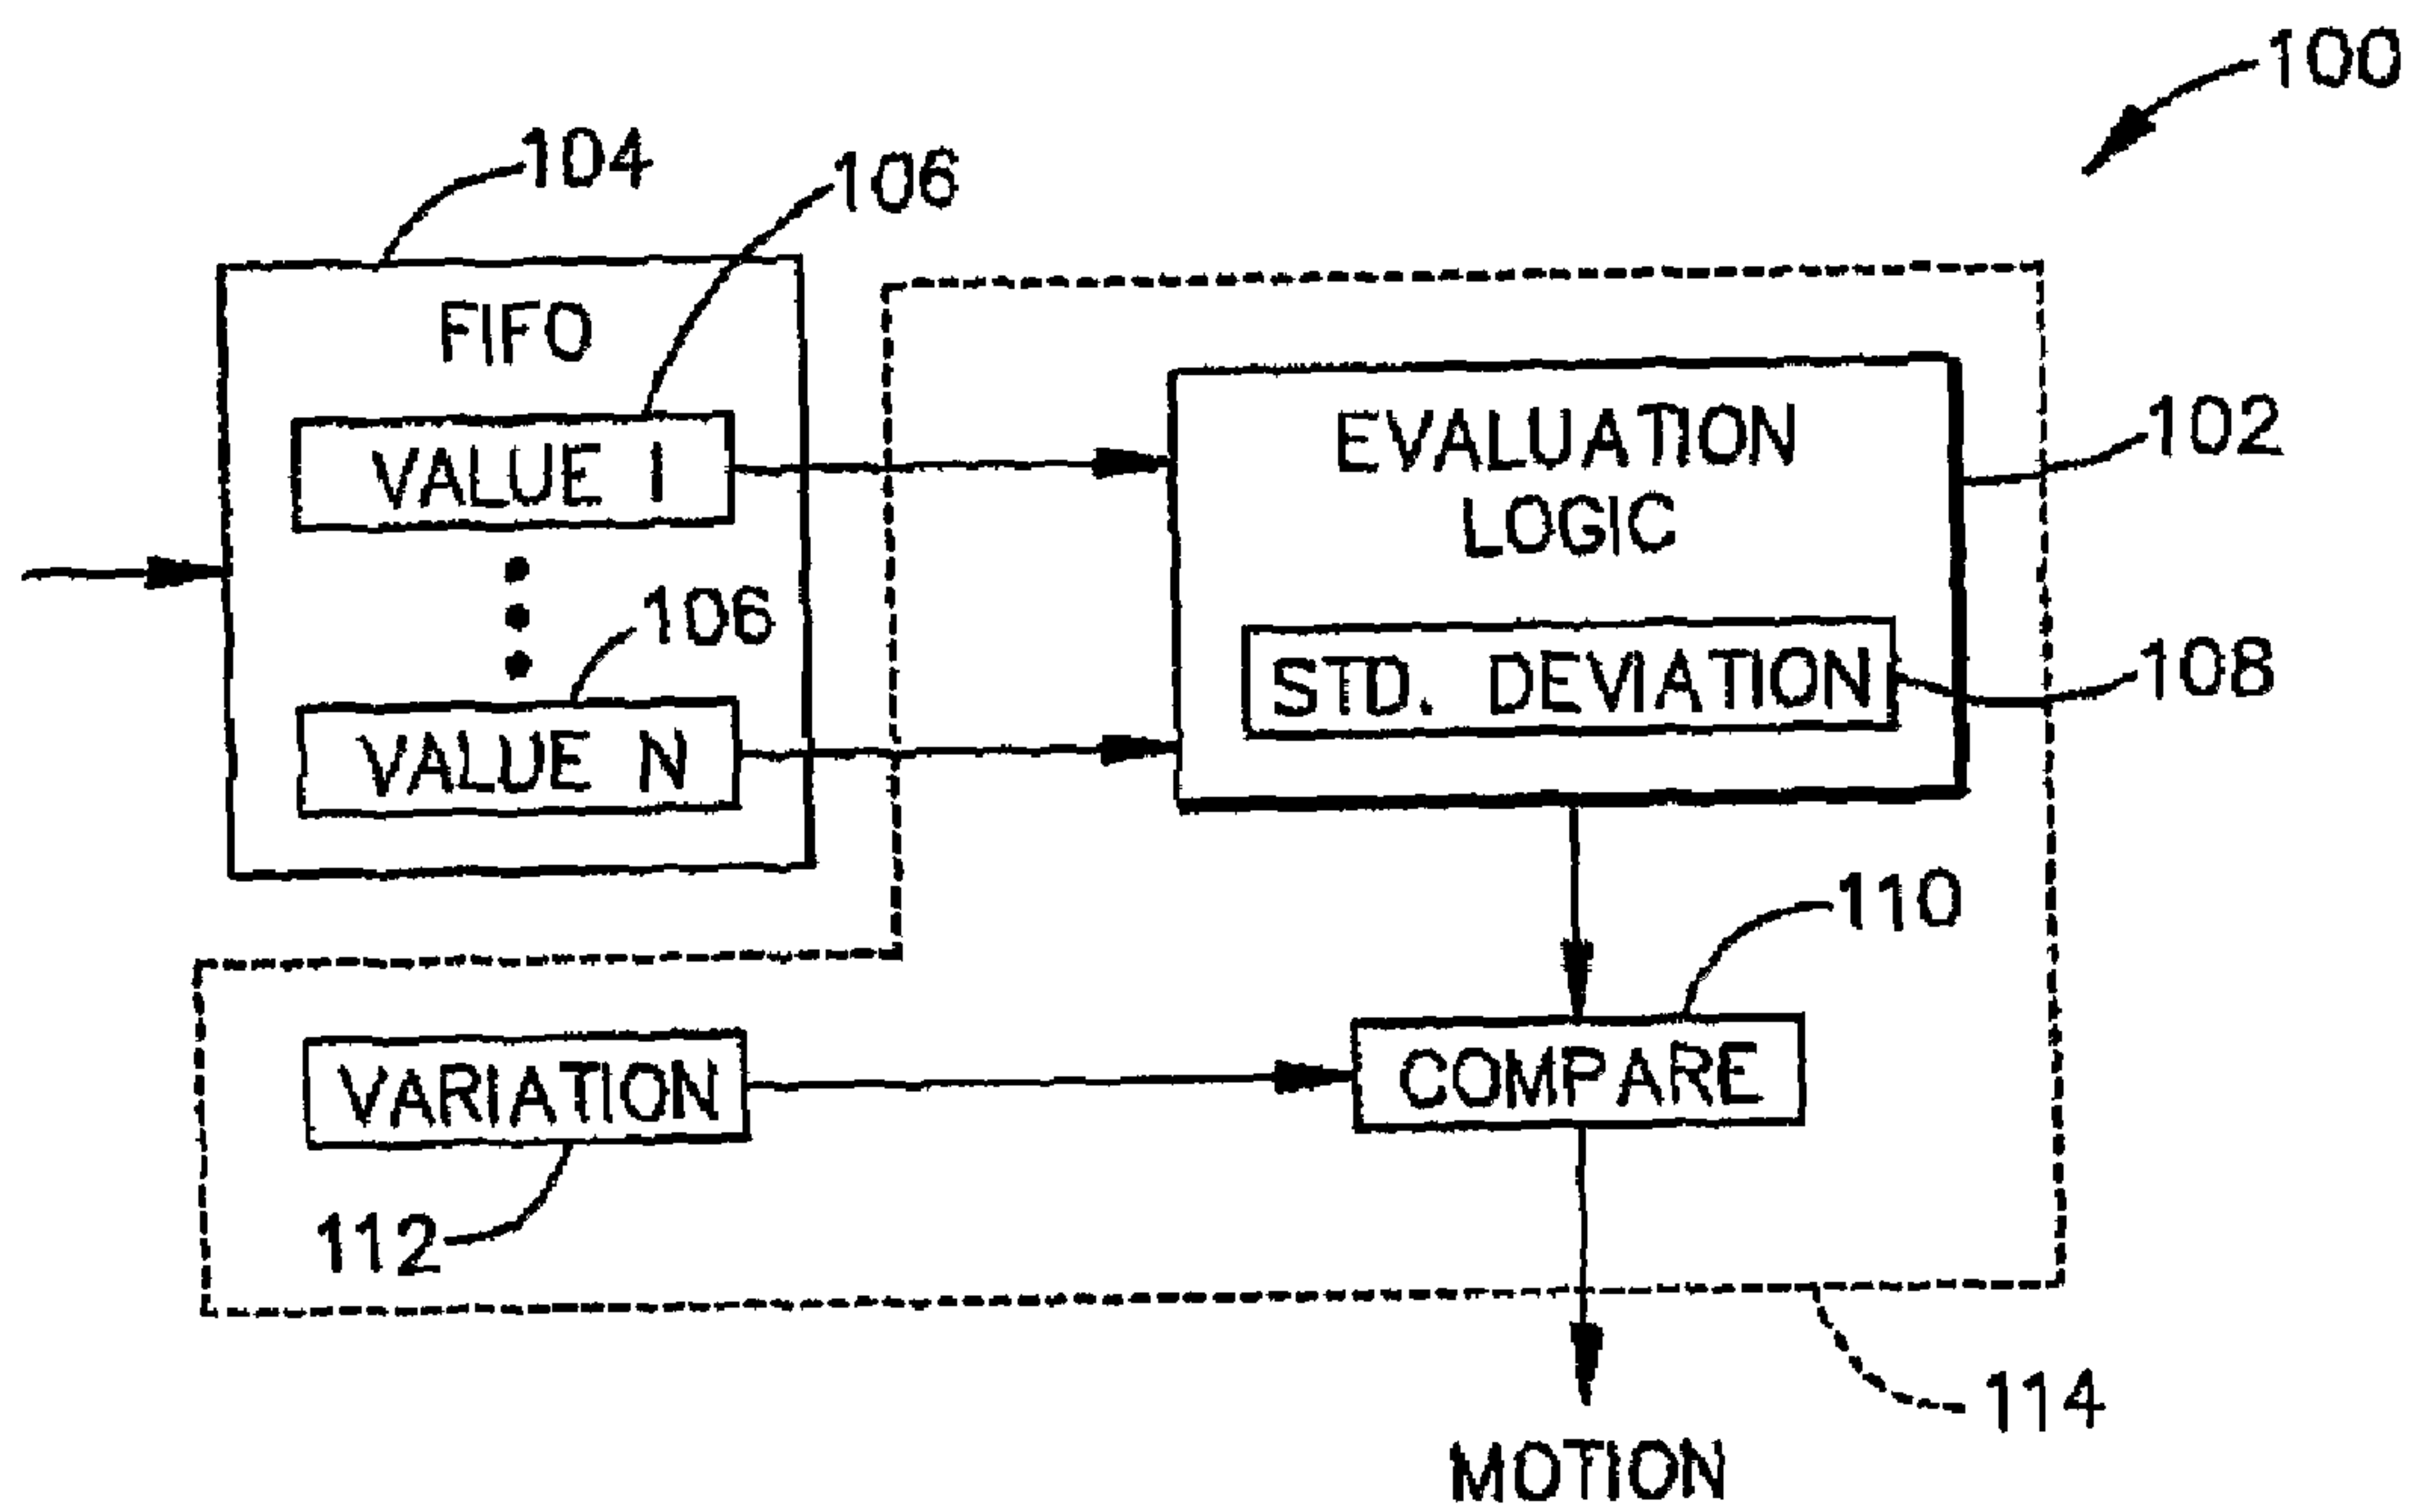 100
104
106
FIFO
VALUE 1
106
VALUE N
EVALUATION
LOGIC
102
STD. DEVIATION
108
110
VARIATION
COMPARE
112
114
MOTION